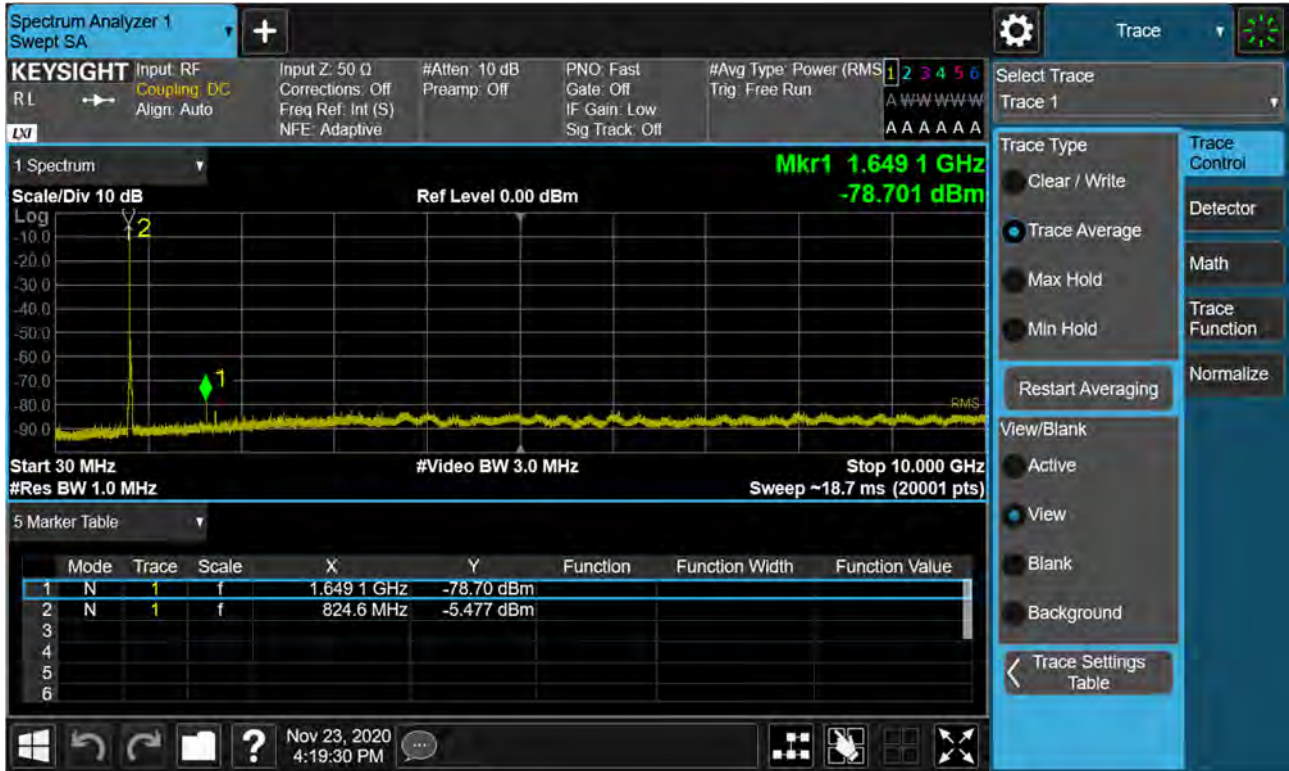 Spectrum Analyzer 1
Swept SA
+
Trace
KEYSIGHT
RL
LXI
Input: RF
Coupling: DC
Align: Auto
Input Z: 50 Ω
Corrections: Off
Freq Ref: Int (S)
NFE: Adaptive
#Atten: 10 dB
Preamp: Off
PNO: Fast
Gate: Off
IF Gain: Low
Sig Track: Off
#Avg Type: Power (RMS
Trig: Free Run
1 2 3 4 5 6
A W W W W W
A A A A A A
Select Trace
Trace 1
1 Spectrum
Mkr1 1.649 1 GHz
Scale/Div 10 dB
Ref Level 0.00 dBm
-78.701 dBm
Log
2
-10.0
-20.0
-30.0
-40.0
-50.0
-60.0
-70.0
1
-80.0
RMS
-90.0
Start 30 MHz
#Video BW 3.0 MHz
Stop 10.000 GHz
#Res BW 1.0 MHz
Sweep ~18.7 ms (20001 pts)
5 Marker Table
Mode Trace Scale X Y Function Function Width Function Value
1 N 1 f 1.649 1 GHz -78.70 dBm
2 N 1 f 824.6 MHz -5.477 dBm
3
4
5
6
Trace Type
Clear / Write
Trace Average
Max Hold
Min Hold
Restart Averaging
View/Blank
Active
View
Blank
Background
Trace Settings
Table
Trace
Control
Detector
Math
Trace
Function
Normalize
?
Nov 23, 2020
4:19:30 PM